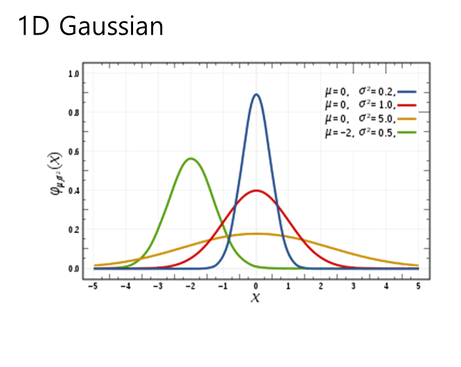 1D Gaussian
1.0
μ=0, σ²=0.2,
μ=0, σ²=1.0,
μ=0, σ²=5.0,
μ=-2, σ²=0.5,
0.8
0.6
0.4
0.2
0.0
φμ,σ²(x)
-5 -4 -3 -2 -1 0 1 2 3 4 5
x